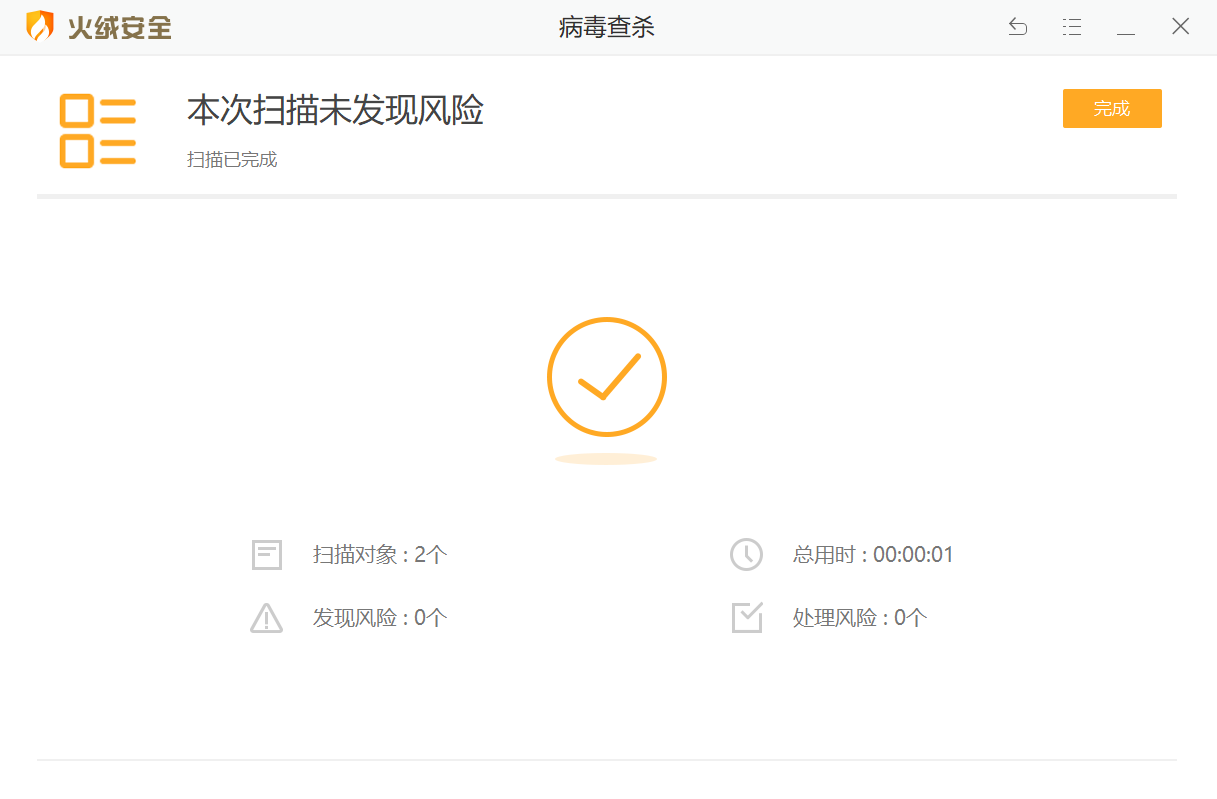 火绒安全
病毒查杀
本次扫描未发现风险
完成
扫描已完成
扫描对象 : 2个
总用时 : 00:00:01
发现风险 : 0个
处理风险 : 0个